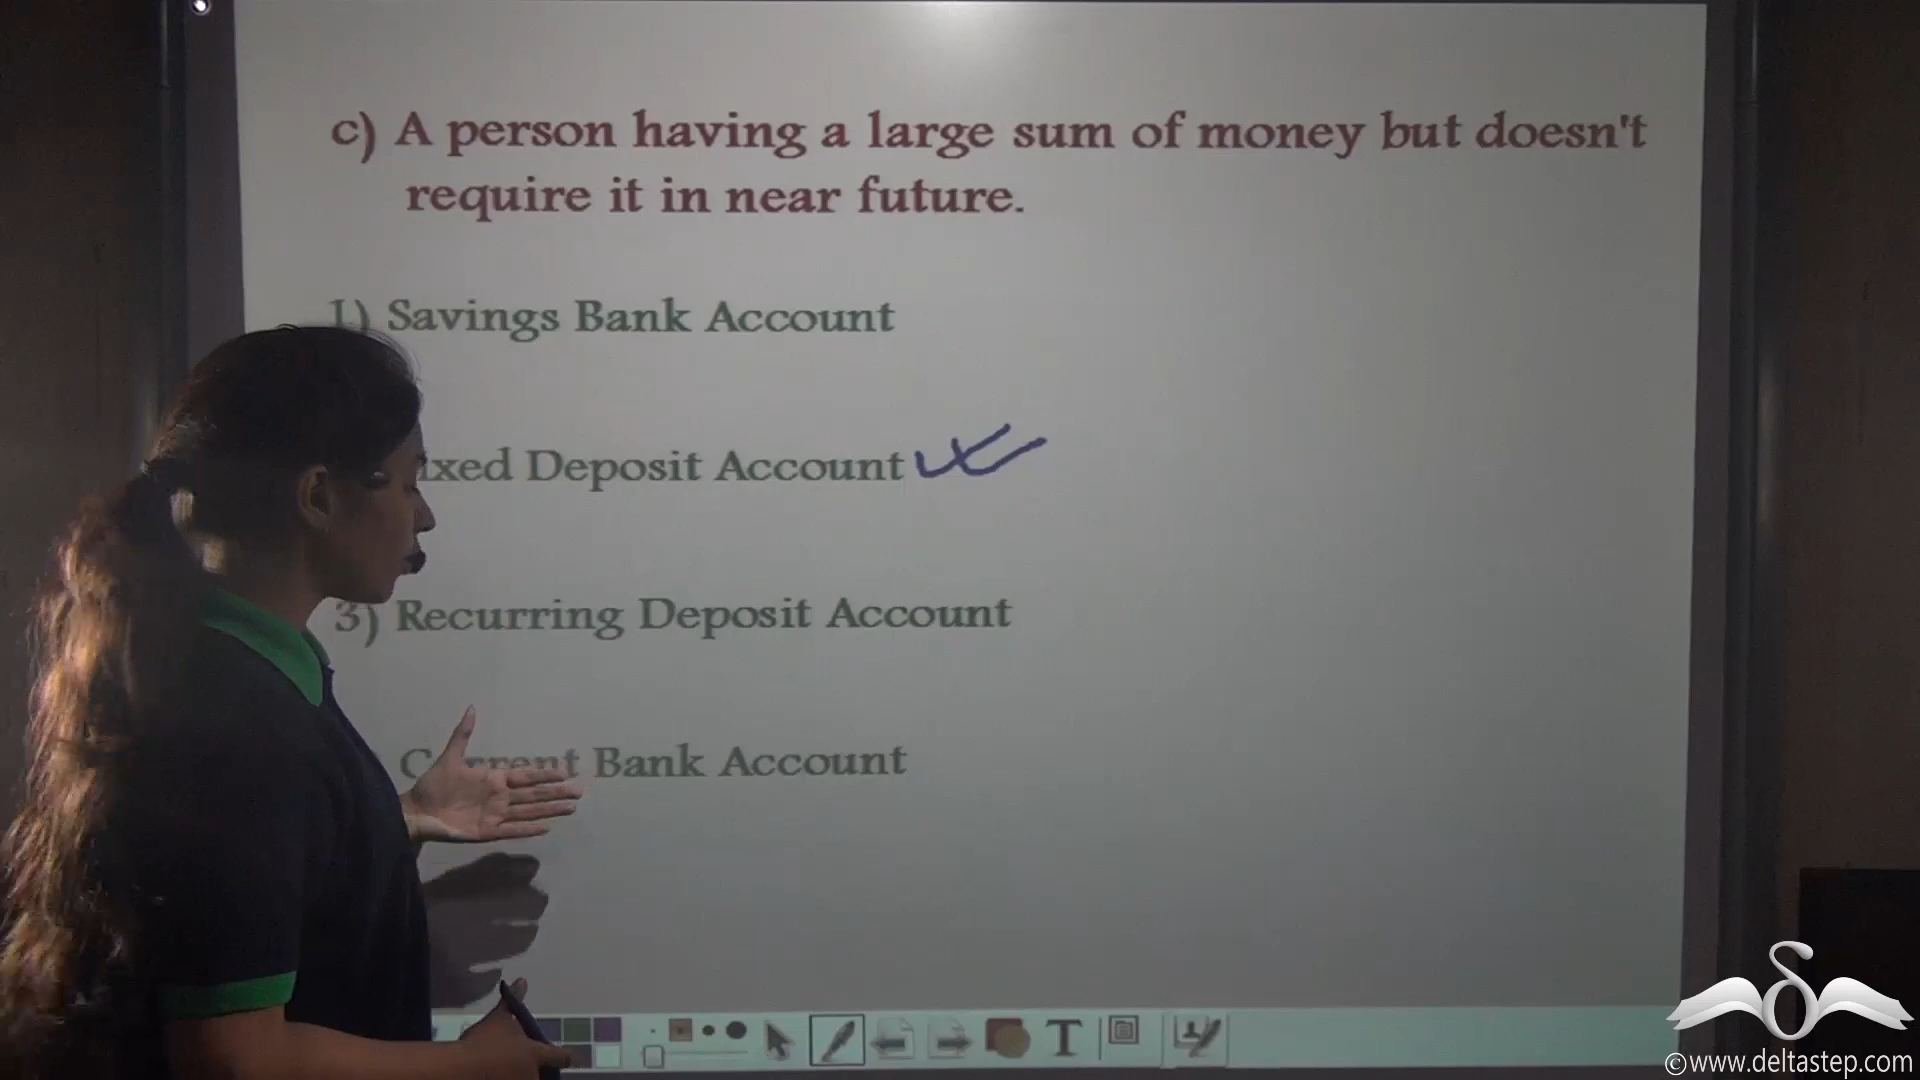 c) A person having a large sum of money but doesn't
require it in near future.
1) Savings Bank Account
Deposit Account
3) Recurring Deposit Account
Current Bank Account
T
©www.deltastep.com